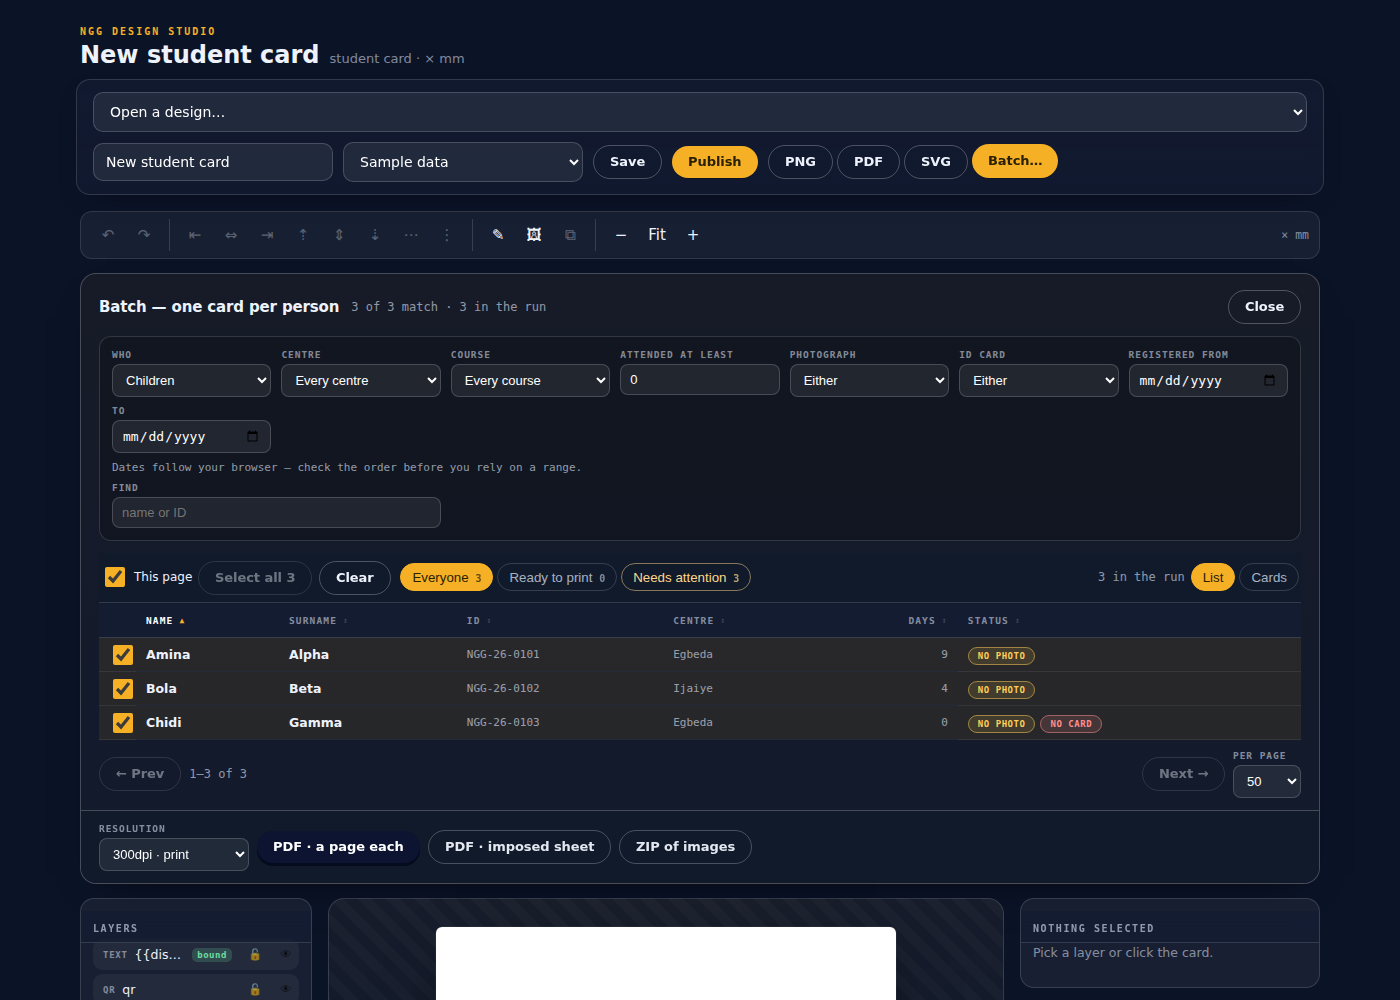 NGG DESIGN STUDIO
New student card student card · × mm
Open a design…
New student card Sample data Save Publish PNG PDF SVG Batch…
Fit × mm
Batch — one card per person 3 of 3 match · 3 in the run Close
WHO CENTRE COURSE ATTENDED AT LEAST PHOTOGRAPH ID CARD REGISTERED FROM
Children Every centre Every course 0 Either Either mm/dd/yyyy
TO
mm/dd/yyyy
Dates follow your browser — check the order before you rely on a range.
FIND
name or ID
This page Select all 3 Clear Everyone 3 Ready to print 0 Needs attention 3 3 in the run List Cards
NAME ▲ SURNAME ID CENTRE DAYS STATUS
Amina Alpha NGG-26-0101 Egbeda 9 NO PHOTO
Bola Beta NGG-26-0102 Ijaiye 4 NO PHOTO
Chidi Gamma NGG-26-0103 Egbeda 0 NO PHOTO NO CARD
← Prev 1–3 of 3 Next → PER PAGE
50
RESOLUTION
300dpi · print PDF · a page each PDF · imposed sheet ZIP of images
LAYERS NOTHING SELECTED
TEXT {{dis… bound Pick a layer or click the card.
QR qr